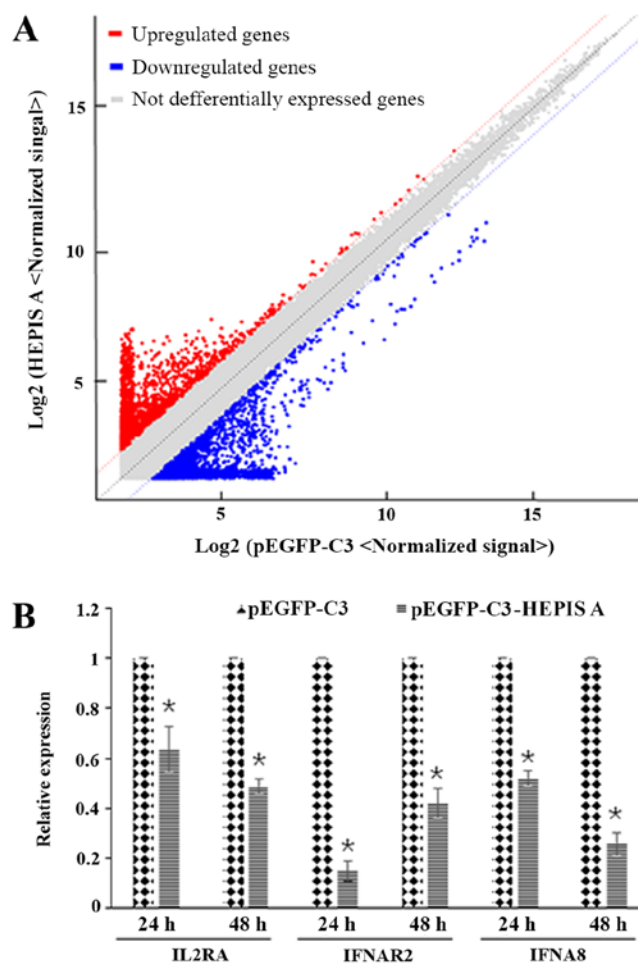 A
Upregulated genes
Downregulated genes
Not defferentially expressed genes
15
10
5
Log2 (HEPIS A <Normalized singal>)
5 10 15
Log2 (pEGFP-C3 <Normalized signal>)
B
pEGFP-C3 pEGFP-C3-HEPIS A
1.2
1
0.8
0.6
0.4
0.2
0
Relative expression
* * * * * *
24 h 48 h 24 h 48 h 24 h 48 h
IL2RA IFNAR2 IFNA8